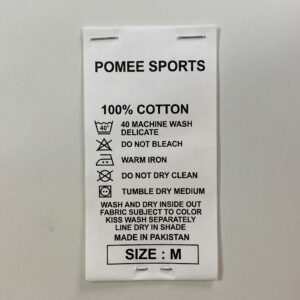 POMEE SPORTS
100% COTTON
40° 40 MACHINE WASH
DELICATE
DO NOT BLEACH
WARM IRON
DO NOT DRY CLEAN
TUMBLE DRY MEDIUM
WASH AND DRY INSIDE OUT
FABRIC SUBJECT TO COLOR
KISS WASH SEPARATELY
LINE DRY IN SHADE
MADE IN PAKISTAN
SIZE : M